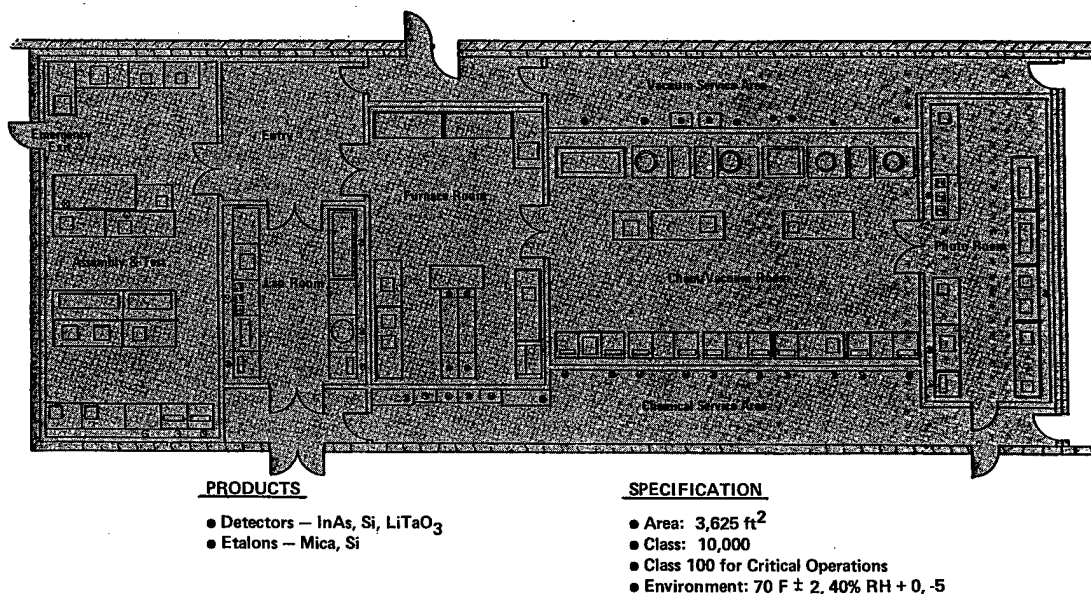 Vacuum Service Area
Emergency
Exit
Entry
Furnace Room
Photo Room
Assembly & Test
Lap Room
Chem/Vacuum Room
Chemical Service Area
PRODUCTS
● Detectors — InAs, Si, LiTaO3
● Etalons — Mica, Si
SPECIFICATION
● Area: 3,625 ft2
● Class: 10,000
● Class 100 for Critical Operations
● Environment: 70 F ± 2, 40% RH + 0, -5